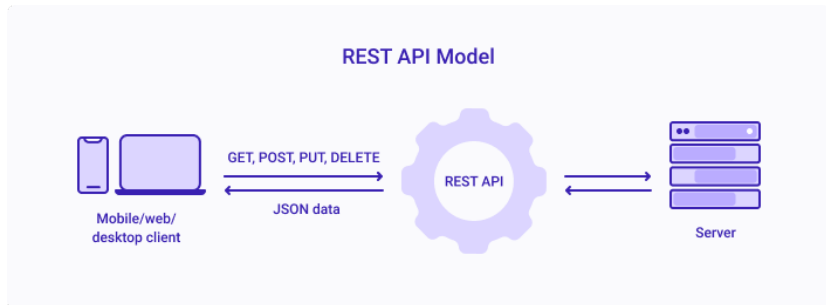 REST API Model
GET, POST, PUT, DELETE
REST API
JSON data
Mobile/web/
desktop client
Server